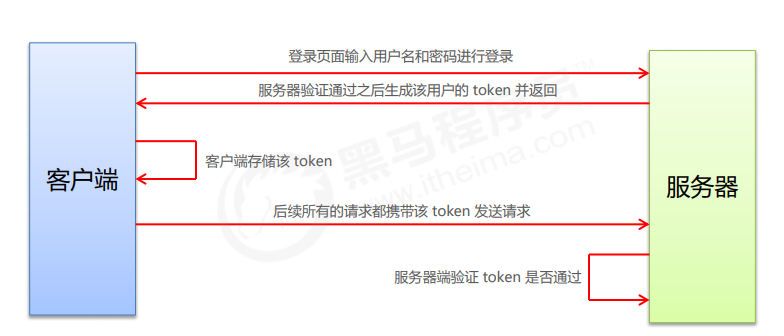 登录页面输入用户名和密码进行登录
服务器验证通过之后生成该用户的 token 并返回
客户端存储该 token
客户端
服务器
后续所有的请求都携带该 token 发送请求
服务器端验证 token 是否通过
黑马程序员™
www.itheima.com